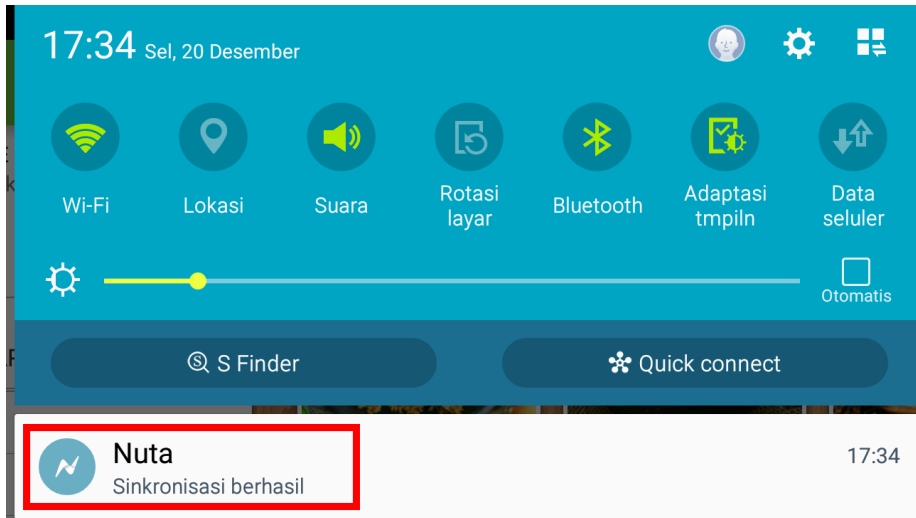 17:34 Sel, 20 Desember
Wi-Fi
Lokasi
Suara
Rotasi
layar
Bluetooth
Adaptasi
tmpiln
Data
seluler
Otomatis
S Finder
Quick connect
Nuta
17:34
Sinkronisasi berhasil